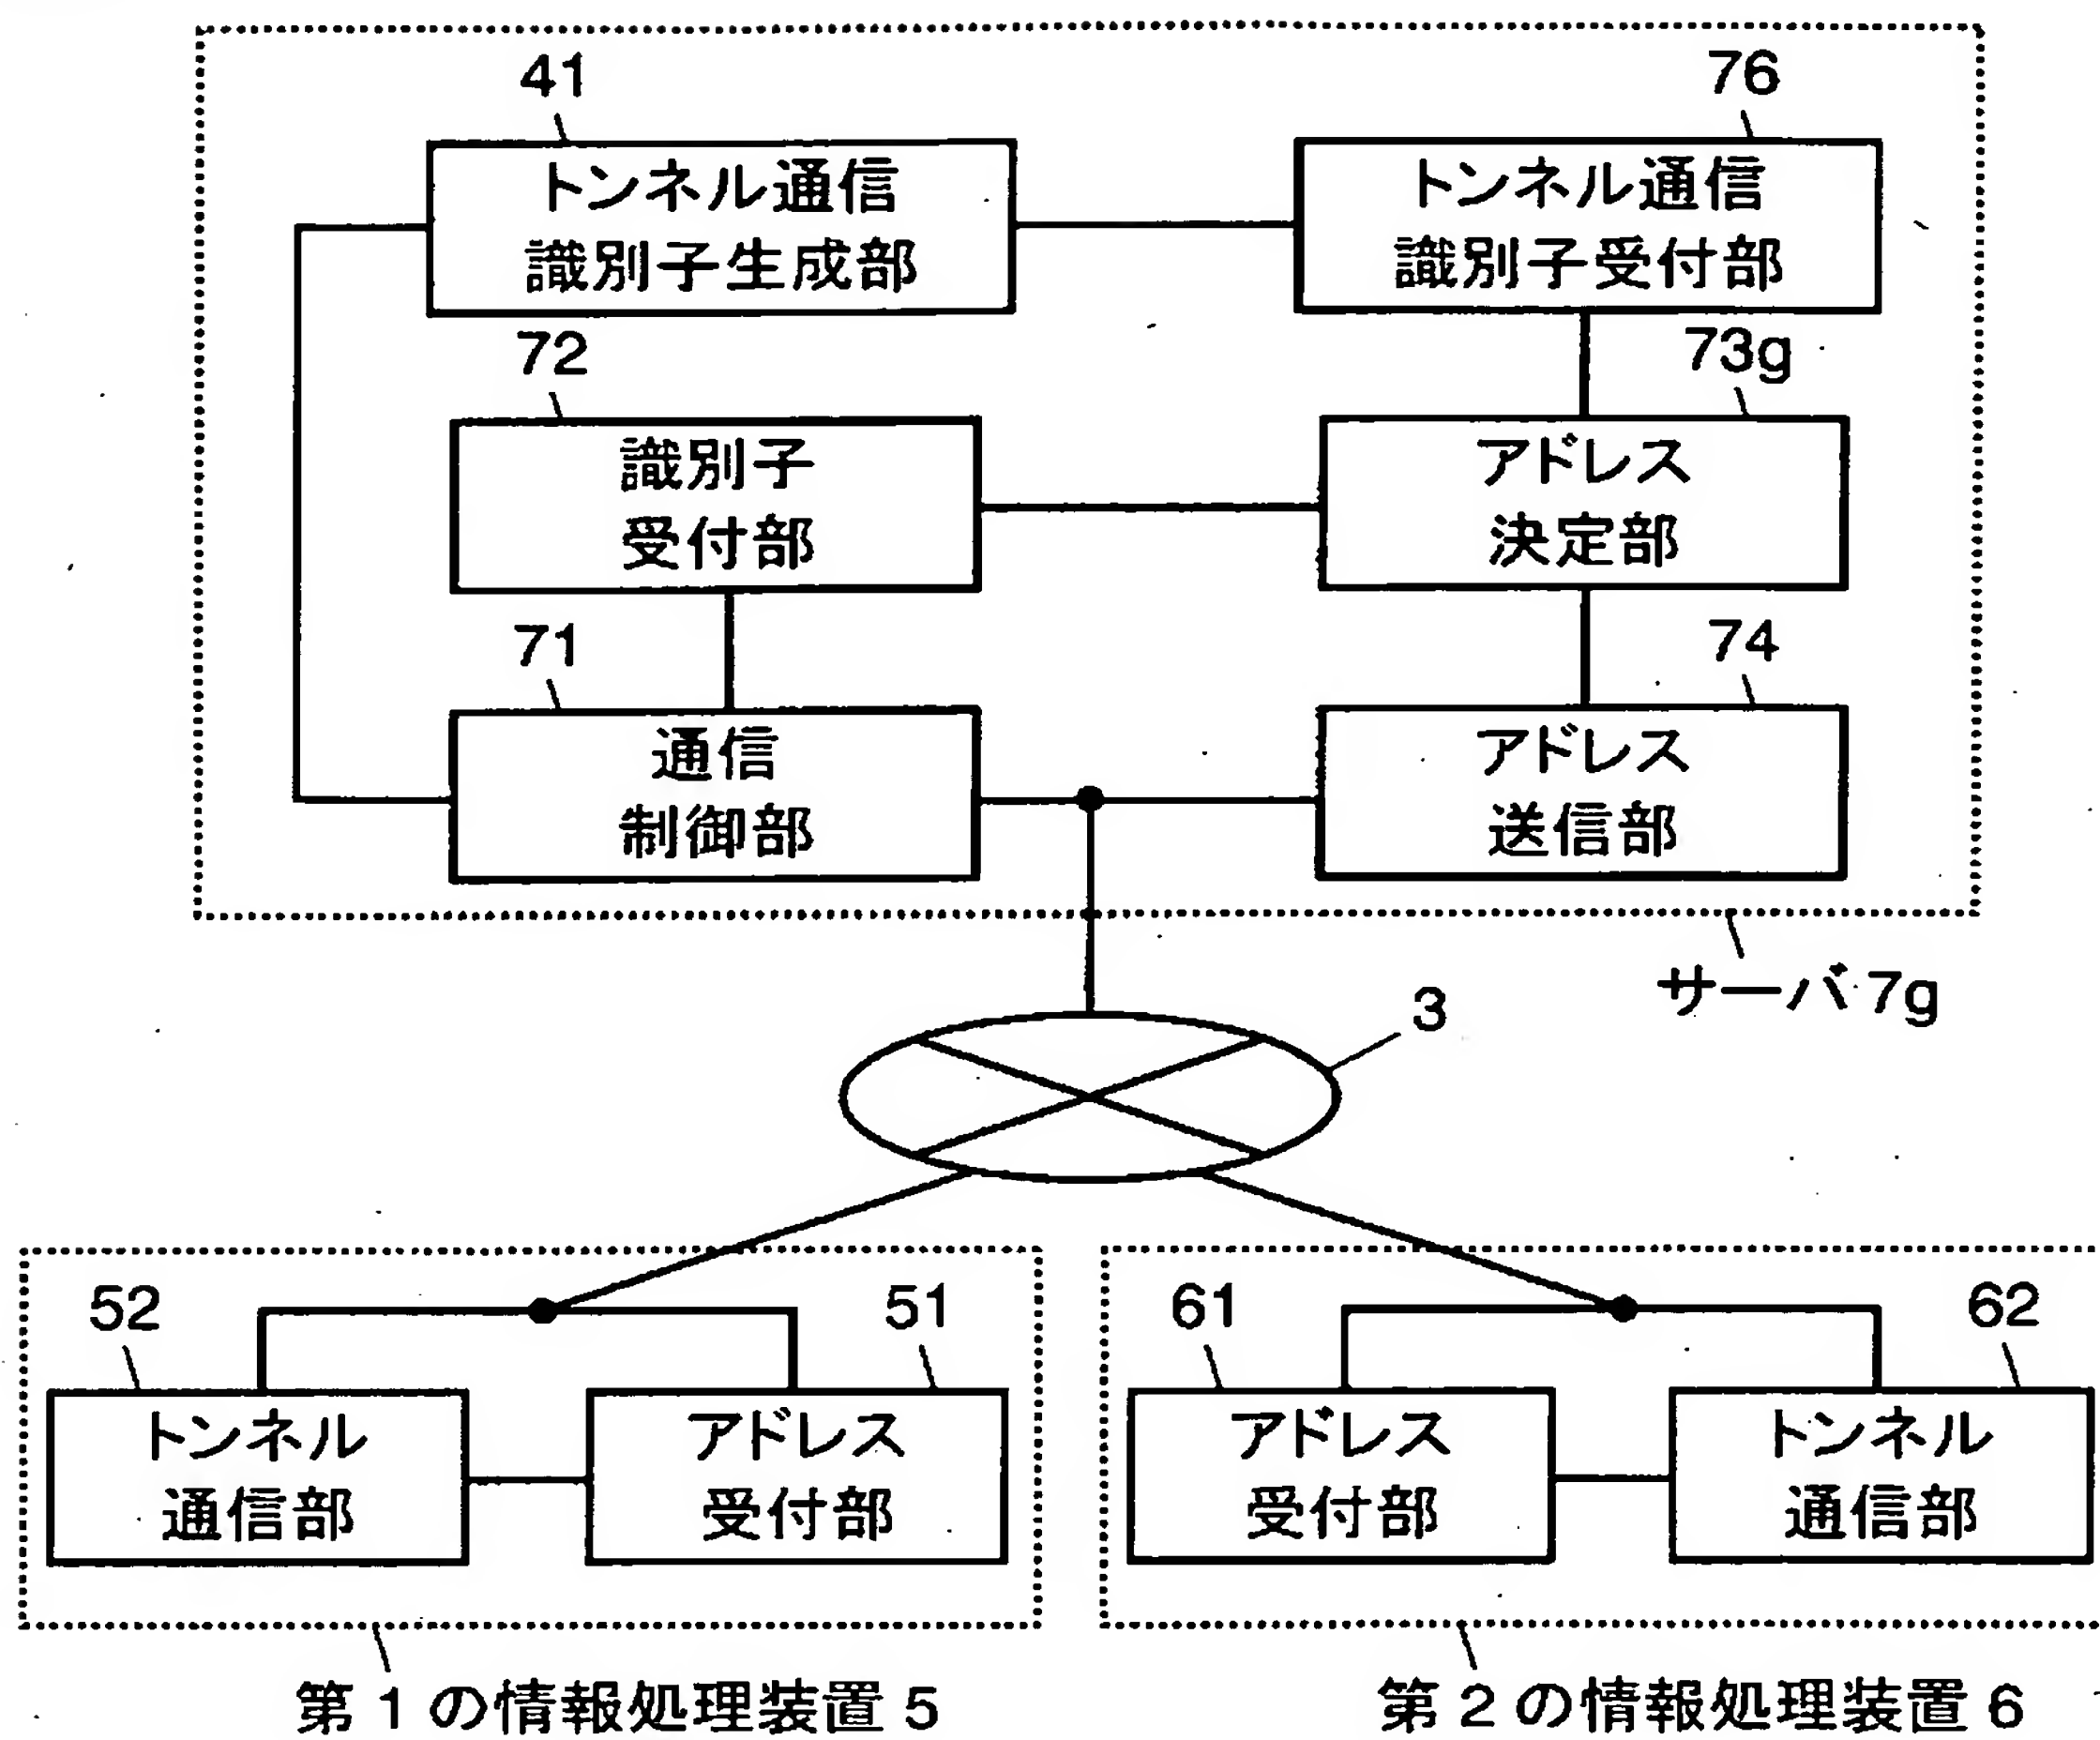 41
76
トンネル通信
識別子生成部
トンネル通信
識別子受付部
72
73g
識別子
受付部
アドレス
決定部
71
74
通信
制御部
アドレス
送信部
サーバ 7g
3
52
51
61
62
トンネル
通信部
アドレス
受付部
アドレス
受付部
トンネル
通信部
第1の情報処理装置5
第2の情報処理装置6